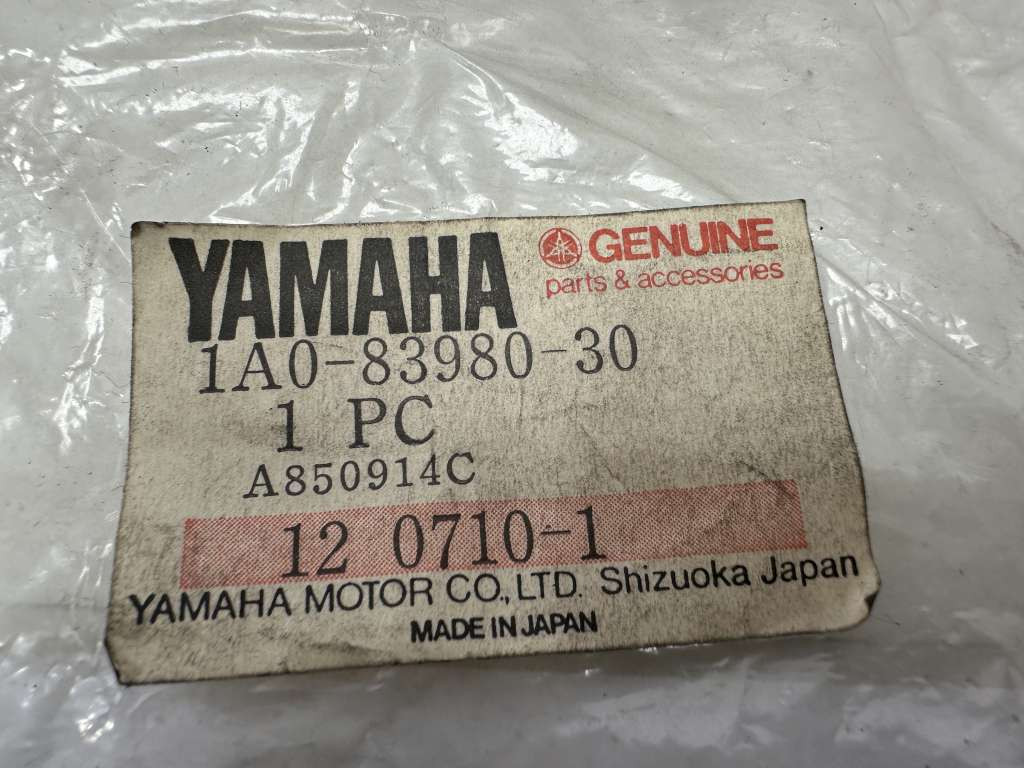 YAMAHA
GENUINE
parts & accessories
1A0-83980-30
1 PC
A850914C
12 0710-1
YAMAHA MOTOR CO., LTD. Shizuoka Japan
MADE IN JAPAN